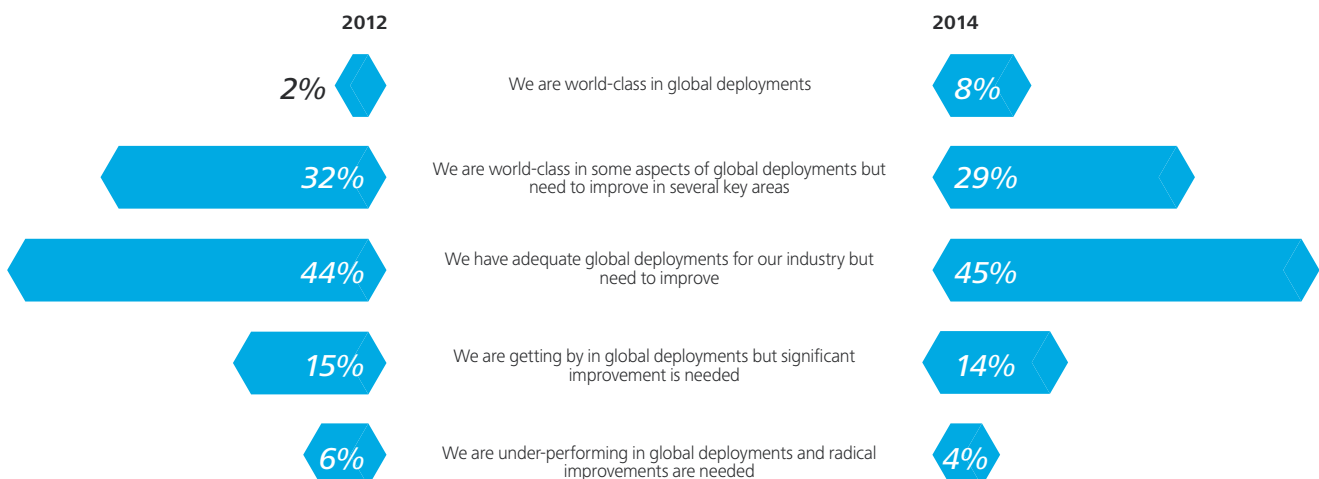 2012 2014
2% We are world-class in global deployments 8%
32% We are world-class in some aspects of global deployments but 29%
need to improve in several key areas
44% We have adequate global deployments for our industry but 45%
need to improve
15% We are getting by in global deployments but significant 14%
improvement is needed
6% We are under-performing in global deployments and radical 4%
improvements are needed